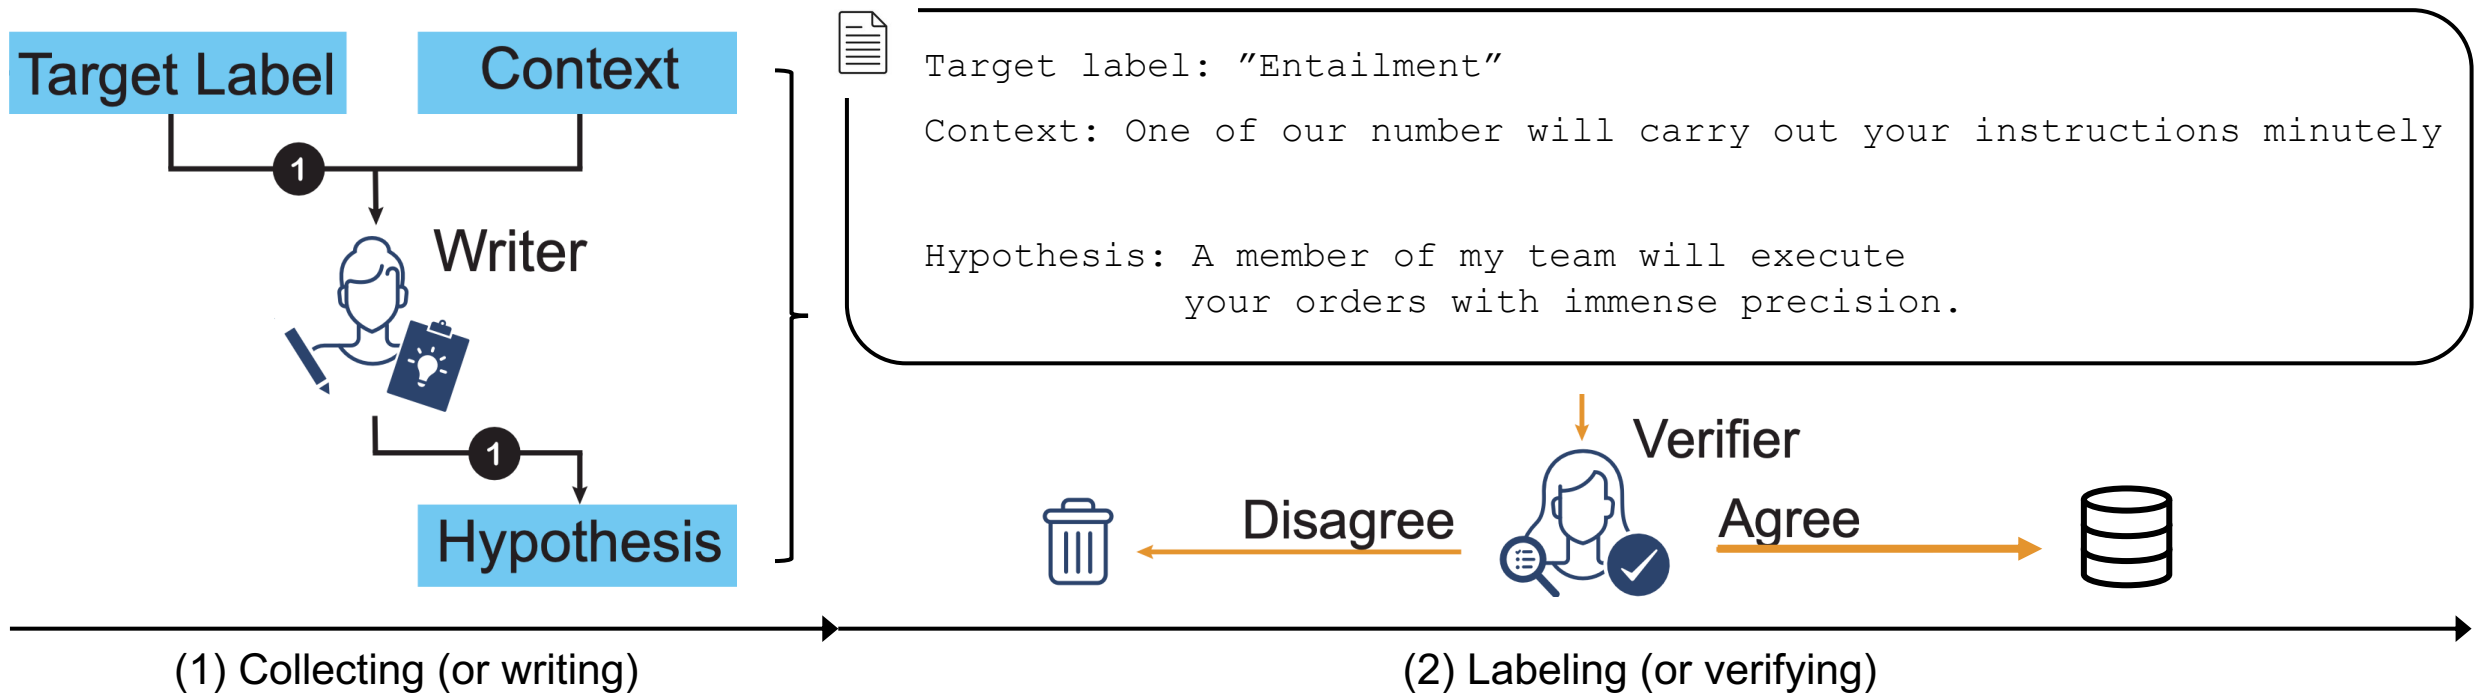 Target Label
Context
1
Writer
1
Hypothesis
Target label: ”Entailment”
Context: One of our number will carry out your instructions minutely
Hypothesis: A member of my team will execute
your orders with immense precision.
Verifier
Disagree
Agree
(1) Collecting (or writing)
(2) Labeling (or verifying)